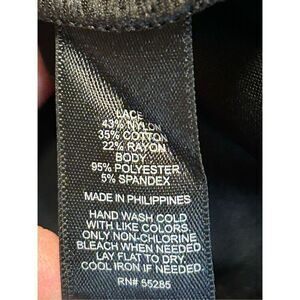 LACE
43% NYLON
35% COTTON
22% RAYON
BODY
95% POLYESTER
5% SPANDEX
MADE IN PHILIPPINES
HAND WASH COLD
WITH LIKE COLORS.
ONLY NON-CHLORINE
BLEACH WHEN NEEDED.
LAY FLAT TO DRY.
COOL IRON IF NEEDED.
RN# 55285